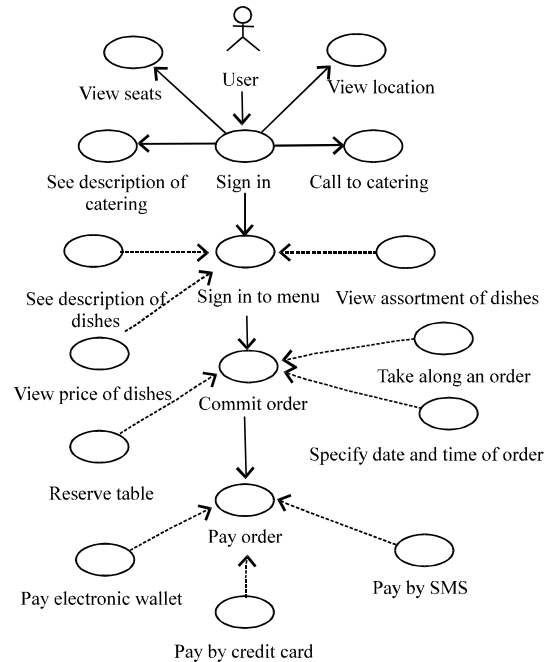 User
View seats
View location
See description of
catering
Sign in
Call to catering
See description of
dishes
Sign in to menu
View assortment of dishes
View price of dishes
Commit order
Take along an order
Reserve table
Specify date and time of order
Pay order
Pay electronic wallet
Pay by SMS
Pay by credit card